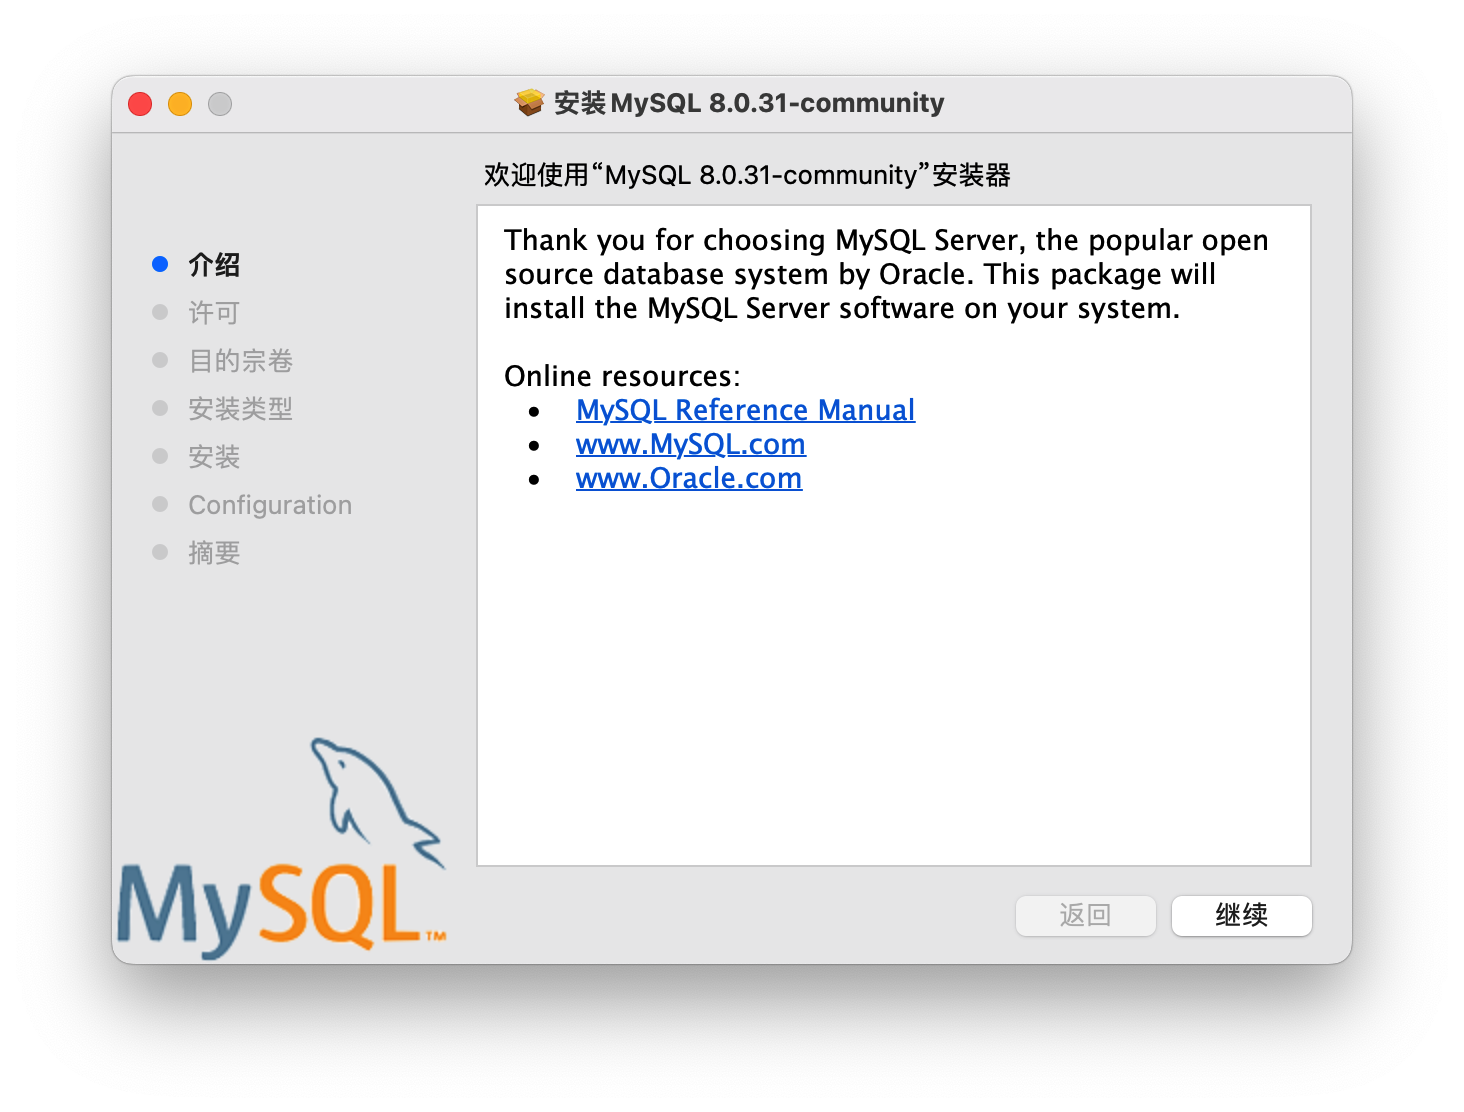 安装 MySQL 8.0.31-community
欢迎使用“MySQL 8.0.31-community”安装器
介绍
许可
目的宗卷
安装类型
安装
Configuration
摘要
Thank you for choosing MySQL Server, the popular open
source database system by Oracle. This package will
install the MySQL Server software on your system.
Online resources:
• MySQL Reference Manual
• www.MySQL.com
• www.Oracle.com
MySQL™
返回
继续